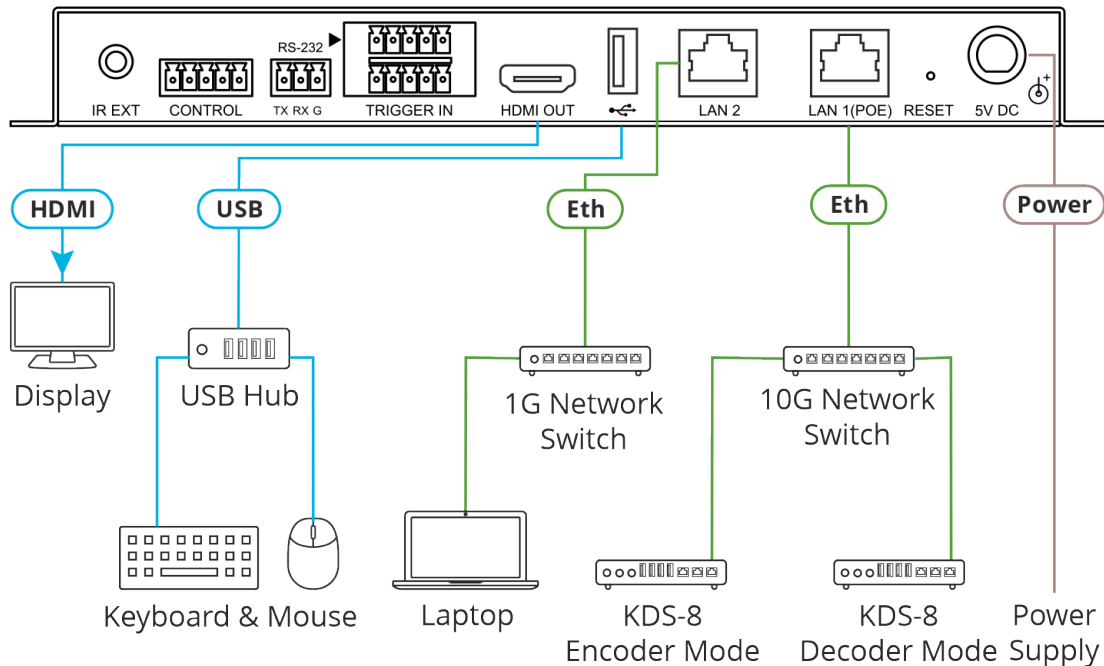 RS-232
IR EXT
CONTROL
TX RX G
TRIGGER IN
HDMI OUT
LAN 2
LAN 1(POE)
RESET
5V DC
+
HDMI
USB
Eth
Eth
Power
Display
USB Hub
1G Network
Switch
10G Network
Switch
Keyboard & Mouse
Laptop
KDS-8
Encoder Mode
KDS-8
Decoder Mode
Power
Supply